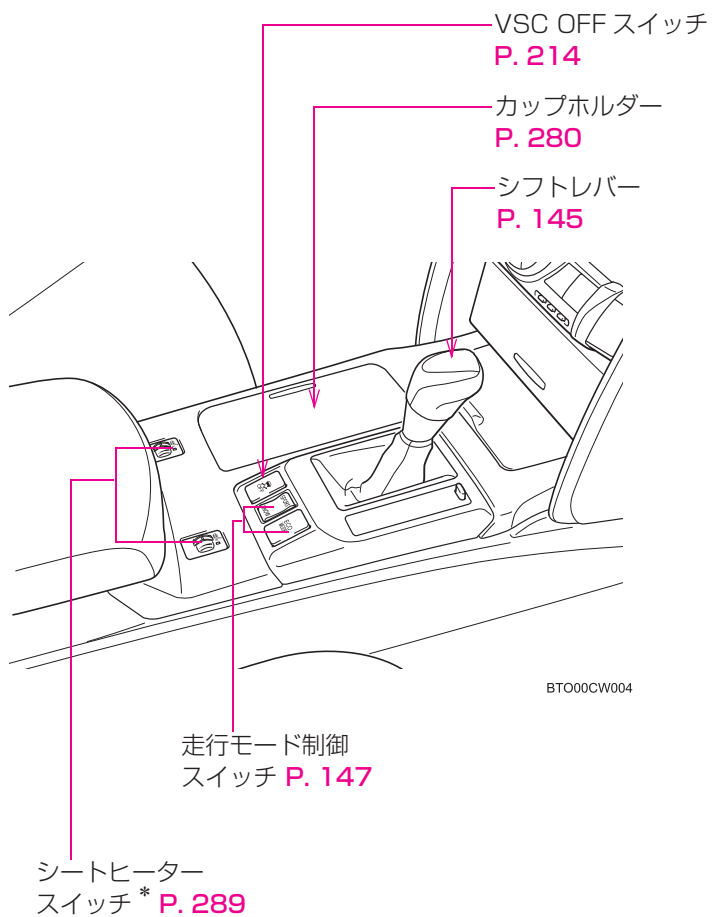 VSC OFF スイッチ
P. 214
カップホルダー
P. 280
シフトレバー
P. 145
BTO00CW004
走行モード制御
スイッチ P. 147
シートヒーター
スイッチ * P. 289